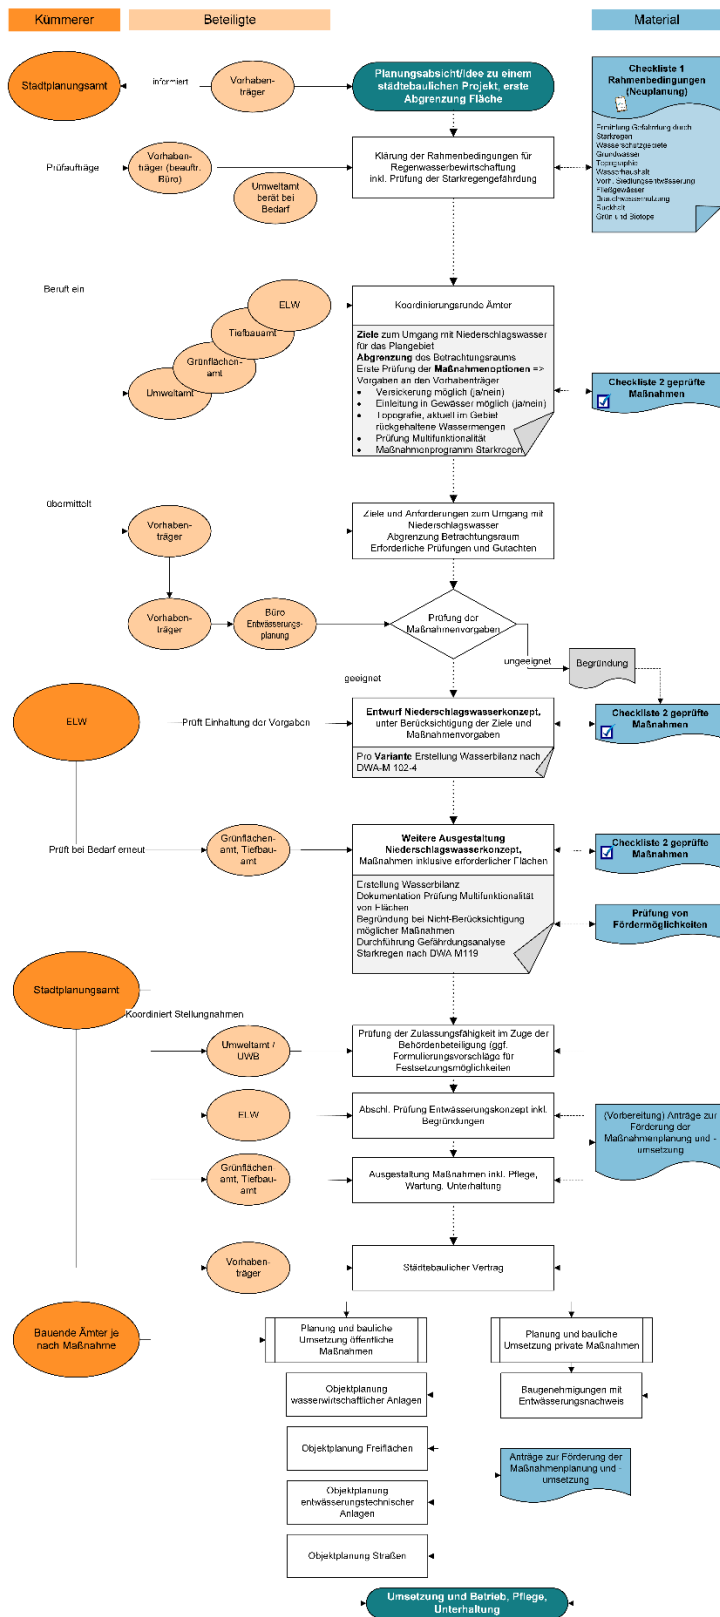 Kümmerer
Beteiligte
Material
Stadtplanungsamt
informiert
Vorhaben-
träger
Planungsabsicht/Idee zu einem
städtebaulichen Projekt, erste
Abgrenzung Fläche
Checkliste 1
Rahmenbedingungen
(Neuplanung)
Ermittlung Gefährdung durch
Starkregen
Wasserschutzgebiete
Grundwasser
Topographie
Wasserhaushalt
Vorh. Siedlungsentwässerung
Fließgewässer
Brauchwassernutzung
Rückhalt
Grün und Biotope
Prüfaufträge
Vorhaben-
träger (beauftr.
Büro)
Umweltamt
berät bei
Bedarf
Klärung der Rahmenbedingungen für
Regenwasserbewirtschaftung
inkl. Prüfung der Starkregengefährdung
Beruft ein
ELW
Tiefbauamt
Grünflächen-
amt
Umweltamt
Koordinierungsrunde Ämter
Ziele zum Umgang mit Niederschlagswasser
für das Plangebiet
Abgrenzung des Betrachtungsraums
Erste Prüfung der Maßnahmenoptionen =>
Vorgaben an den Vorhabenträger
• Versickerung möglich (ja/nein)
• Einleitung in Gewässer möglich (ja/nein)
• Topografie, aktuell im Gebiet
rückgehaltene Wassermengen
• Prüfung Multifunktionalität
• Maßnahmenprogramm Starkregen
Checkliste 2 geprüfte
Maßnahmen
übermittelt
Vorhaben-
träger
Ziele und Anforderungen zum Umgang mit
Niederschlagswasser
Abgrenzung Betrachtungsraum
Erforderliche Prüfungen und Gutachten
Vorhaben-
träger
Büro
Entwässerungs-
planung
Prüfung der
Maßnahmenvorgaben
ungeeignet
Begründung
geeignet
ELW
Prüft Einhaltung der Vorgaben
Entwurf Niederschlagswasserkonzept,
unter Berücksichtigung der Ziele und
Maßnahmenvorgaben
Pro Variante Erstellung Wasserbilanz nach
DWA-M 102-4
Checkliste 2 geprüfte
Maßnahmen
Prüft bei Bedarf erneut
Grünflächen-
amt, Tiefbau-
amt
Weitere Ausgestaltung
Niederschlagswasserkonzept,
Maßnahmen inklusive erforderlicher Flächen
Erstellung Wasserbilanz
Dokumentation Prüfung Multifunktionalität
von Flächen
Begründung bei Nicht-Berücksichtigung
möglicher Maßnahmen
Durchführung Gefährdungsanalyse
Starkregen nach DWA M119
Checkliste 2 geprüfte
Maßnahmen
Prüfung von
Fördermöglichkeiten
Stadtplanungsamt
Koordiniert Stellungnahmen
Umweltamt /
UWB
Prüfung der Zulassungsfähigkeit im Zuge der
Behördenbeteiligung (ggf.
Formulierungsvorschläge für
Festsetzungsmöglichkeiten
ELW
Abschl. Prüfung Entwässerungskonzept inkl.
Begründungen
(Vorbereitung) Anträge zur
Förderung der
Maßnahmenplanung und -
umsetzung
Grünflächen
amt, Tiefbau-
amt
Ausgestaltung Maßnahmen inkl. Pflege,
Wartung, Unterhaltung
Vorhaben-
träger
Städtebaulicher Vertrag
Bauende Ämter je
nach Maßnahme
Planung und bauliche
Umsetzung öffentliche
Maßnahmen
Planung und bauliche
Umsetzung private Maßnahmen
Objektplanung
wasserwirtschaftlicher Anlagen
Baugenehmigungen mit
Entwässerungsnachweis
Objektplanung Freiflächen
Anträge zur Förderung der
Maßnahmenplanung und -
umsetzung
Objektplanung
entwässerungstechnischer
Anlagen
Objektplanung Straßen
Umsetzung und Betrieb, Pflege,
Unterhaltung